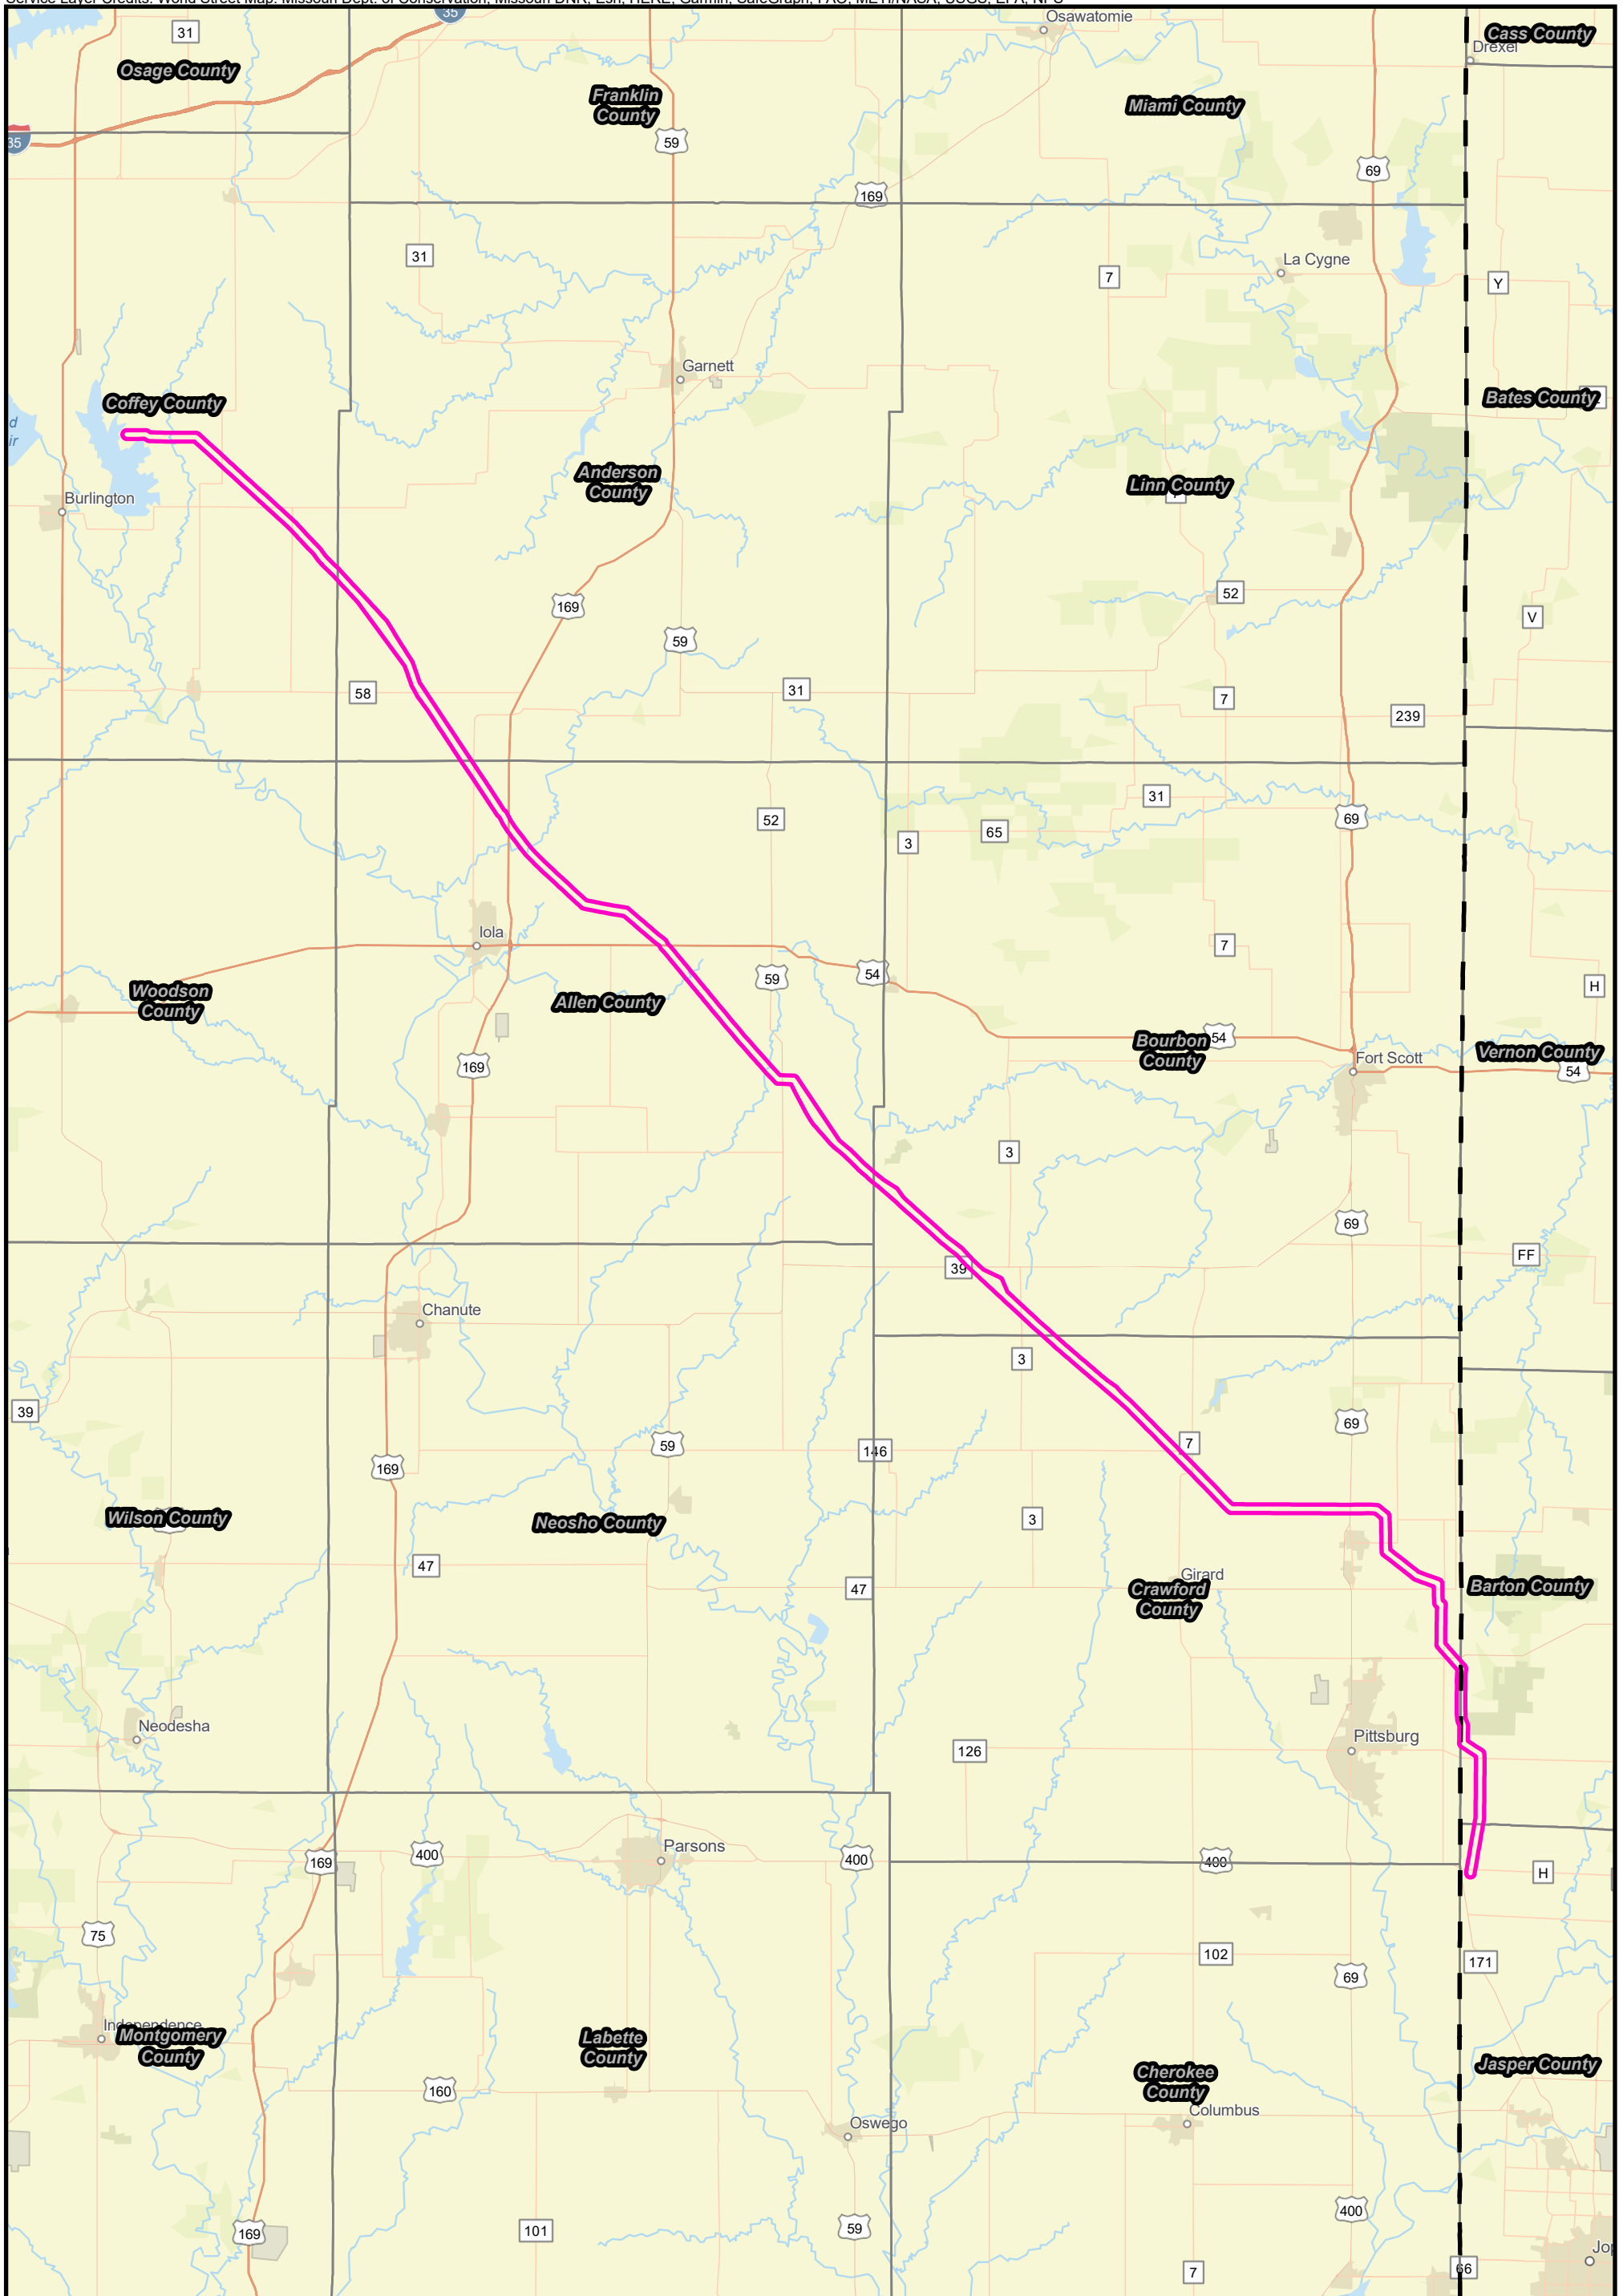 Service Layer Credits: World Street Map: Missouri Dept. of Conservation, Missouri DNR, Esri, HERE, Garmin, SafeGraph, FAO, METI/NASA, USGS, EPA, NPS
35
Osawatomie
31
Cass County
Drexel
Osage County
Franklin
County
Miami County
35
59
69
169
31
La Cygne
7
Y
Garnett
Coffey County
Bates County
d
ir
Anderson
County
Linn County
Burlington
52
169
V
59
58
31
7
239
31
52
69
65
3
Iola
7
59
54
H
Woodson
County
Allen County
Bourbon
County
54
Vernon County
54
Fort Scott
169
3
69
FF
39
Chanute
3
39
69
7
59
146
169
Wilson County
Neosho County
3
47
Girard
47
Crawford
County
Barton County
Neodesha
Pittsburg
126
Parsons
400
169
400
400
H
75
102
171
69
Independence
Montgomery
County
Labette
County
Jasper County
Cherokee
County
160
Columbus
Oswego
400
59
101
169
Jop
66
7